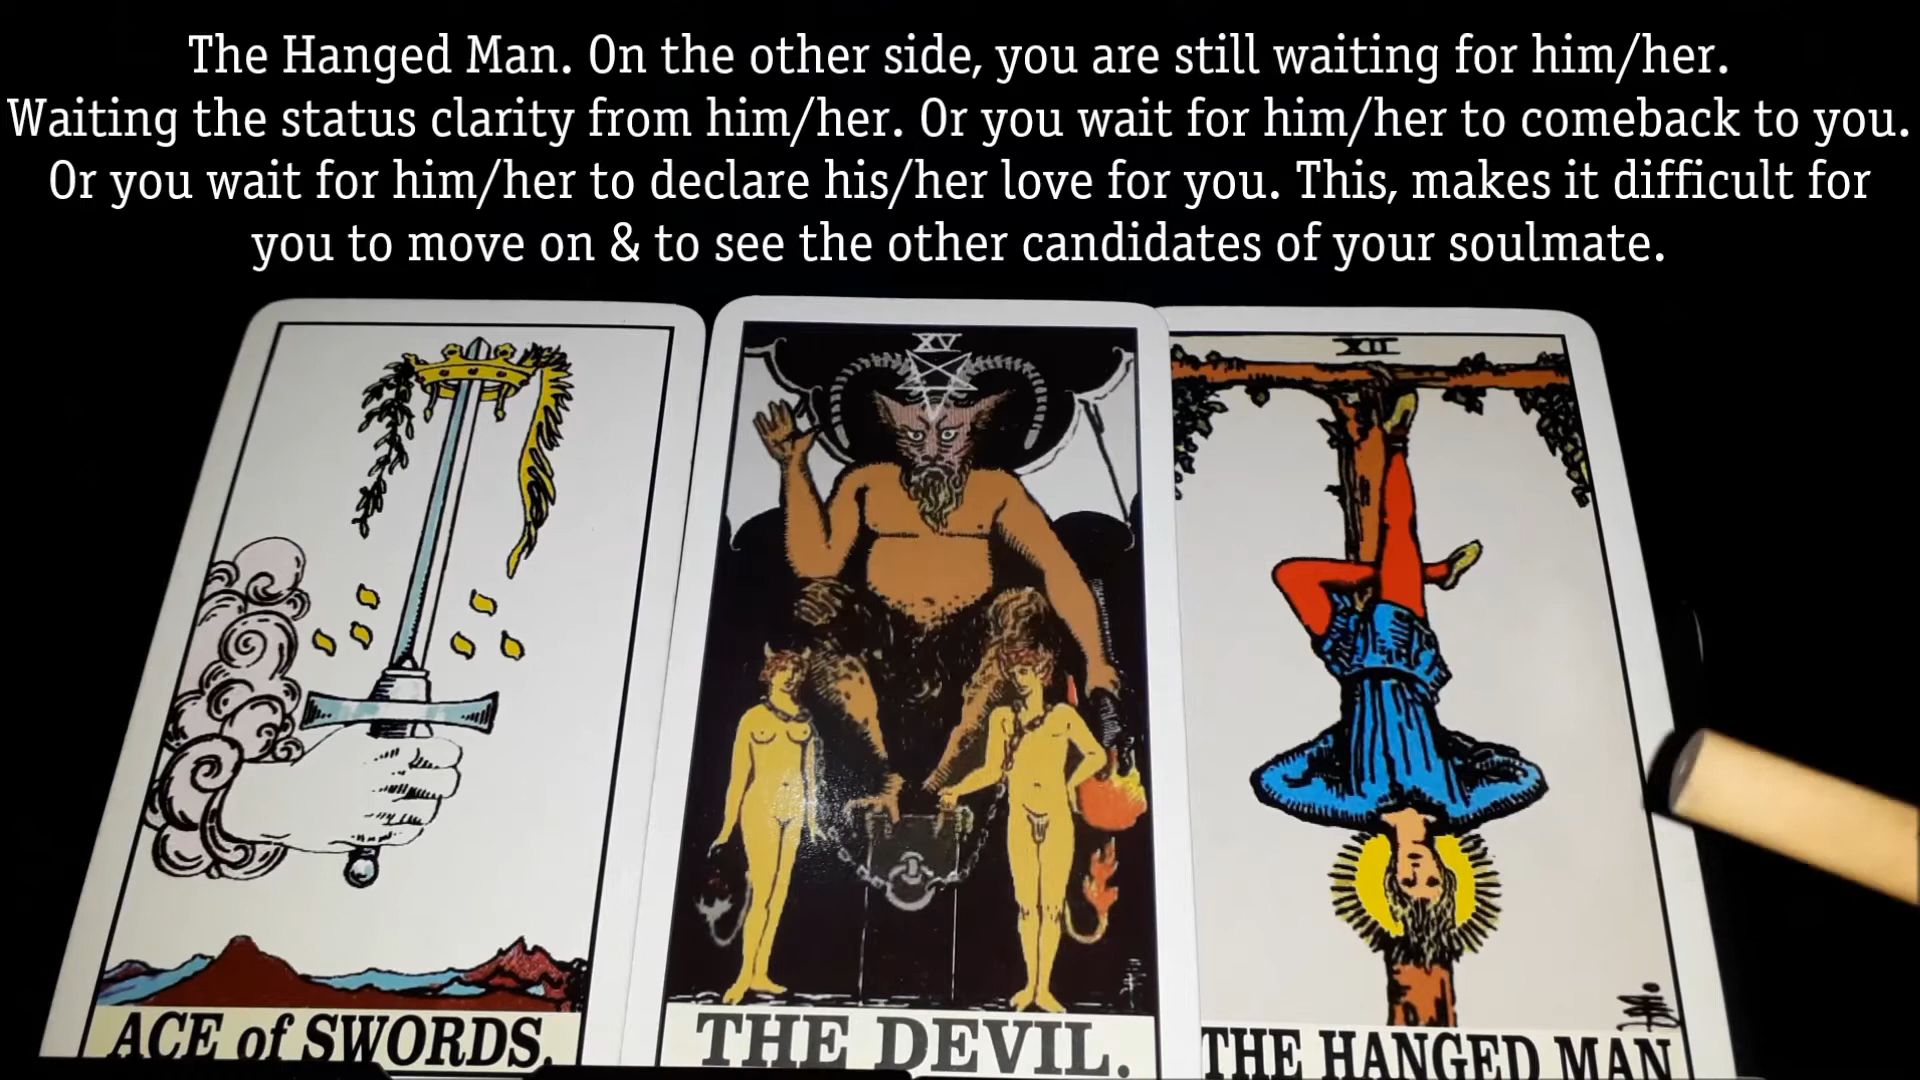 The Hanged Man. On the other side, you are still waiting for him/her.
Waiting the status clarity from him/her. Or you wait for him/her to comeback to you.
Or you wait for him/her to declare his/her love for you. This, makes it difficult for
you to move on & to see the other candidates of your soulmate.
XV
XII
ACE of SWORDS.
THE DEVIL.
THE HANGED MAN